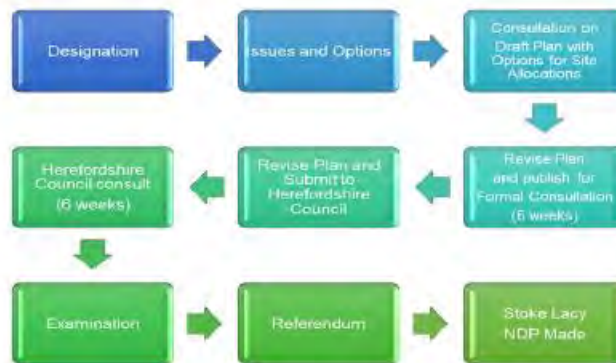 Designation
Issues and Options
Consultation on
Draft Plan with
Options for Site
Allocations
Revise Plan
and publish for
Formal Consultation
(6 weeks)
Revise Plan and
Submit to
Herefordshire
Council
Herefordshire
Council consult
(6 weeks)
Examination
Referendum
Stoke Lacy
NDP Made